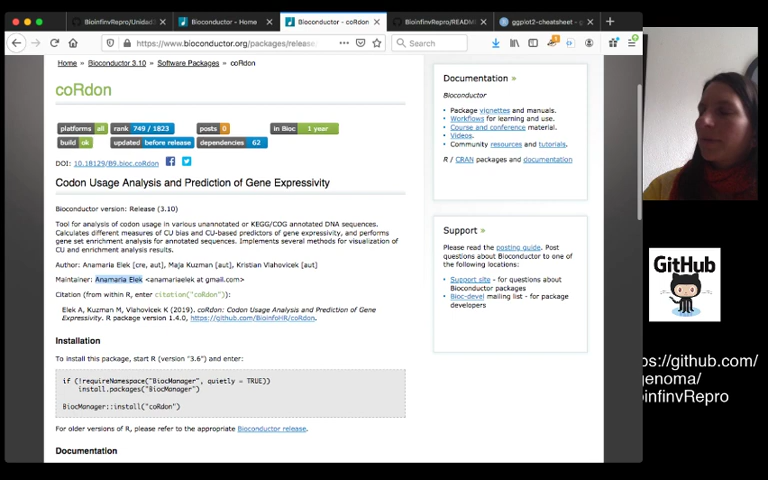 BioinfinvRepro/Unidad3
Bioconductor - Home
Bioconductor - coRdon
BioinfinvRepro/README
ggplot2-cheatsheet - g
https://www.bioconductor.org/packages/release
Search
Home » Bioconductor 3.10 » Software Packages » coRdon
coRdon
platforms all rank 749 / 1823 posts 0 in Bioc 1 year
build ok updated before release dependencies 62
DOI: 10.18129/B9.bioc.coRdon
Codon Usage Analysis and Prediction of Gene Expressivity
Bioconductor version: Release (3.10)
Tool for analysis of codon usage in various unannotated or KEGG/COG annotated DNA sequences.
Calculates different measures of CU bias and CU-based predictors of gene expressivity, and performs
gene set enrichment analysis for annotated sequences. Implements several methods for visualization of
CU and enrichment analysis results.
Author: Anamaria Elek [cre, aut], Maja Kuzman [aut], Kristian Vlahovicek [aut]
Maintainer: Anamaria Elek <anamariaelek at gmail.com>
Citation (from within R, enter citation("coRdon")):
Elek A, Kuzman M, Vlahovicek K (2019). coRdon: Codon Usage Analysis and Prediction of Gene
Expressivity. R package version 1.4.0, https://github.com/BioinfoHR/coRdon.
Installation
To install this package, start R (version "3.6") and enter:
if (!requireNamespace("BiocManager", quietly = TRUE))
install.packages("BiocManager")
BiocManager::install("coRdon")
For older versions of R, please refer to the appropriate Bioconductor release.
Documentation
Documentation »
Bioconductor
• Package vignettes and manuals.
• Workflows for learning and use.
• Course and conference material.
• Videos.
• Community resources and tutorials.
R / CRAN packages and documentation
Support »
Please read the posting guide. Post
questions about Bioconductor to one of
the following locations:
• Support site - for questions about
Bioconductor packages
• Bioc-devel mailing list - for package
developers
GitHub
ps://github.com/
genoma/
oinfinvRepro